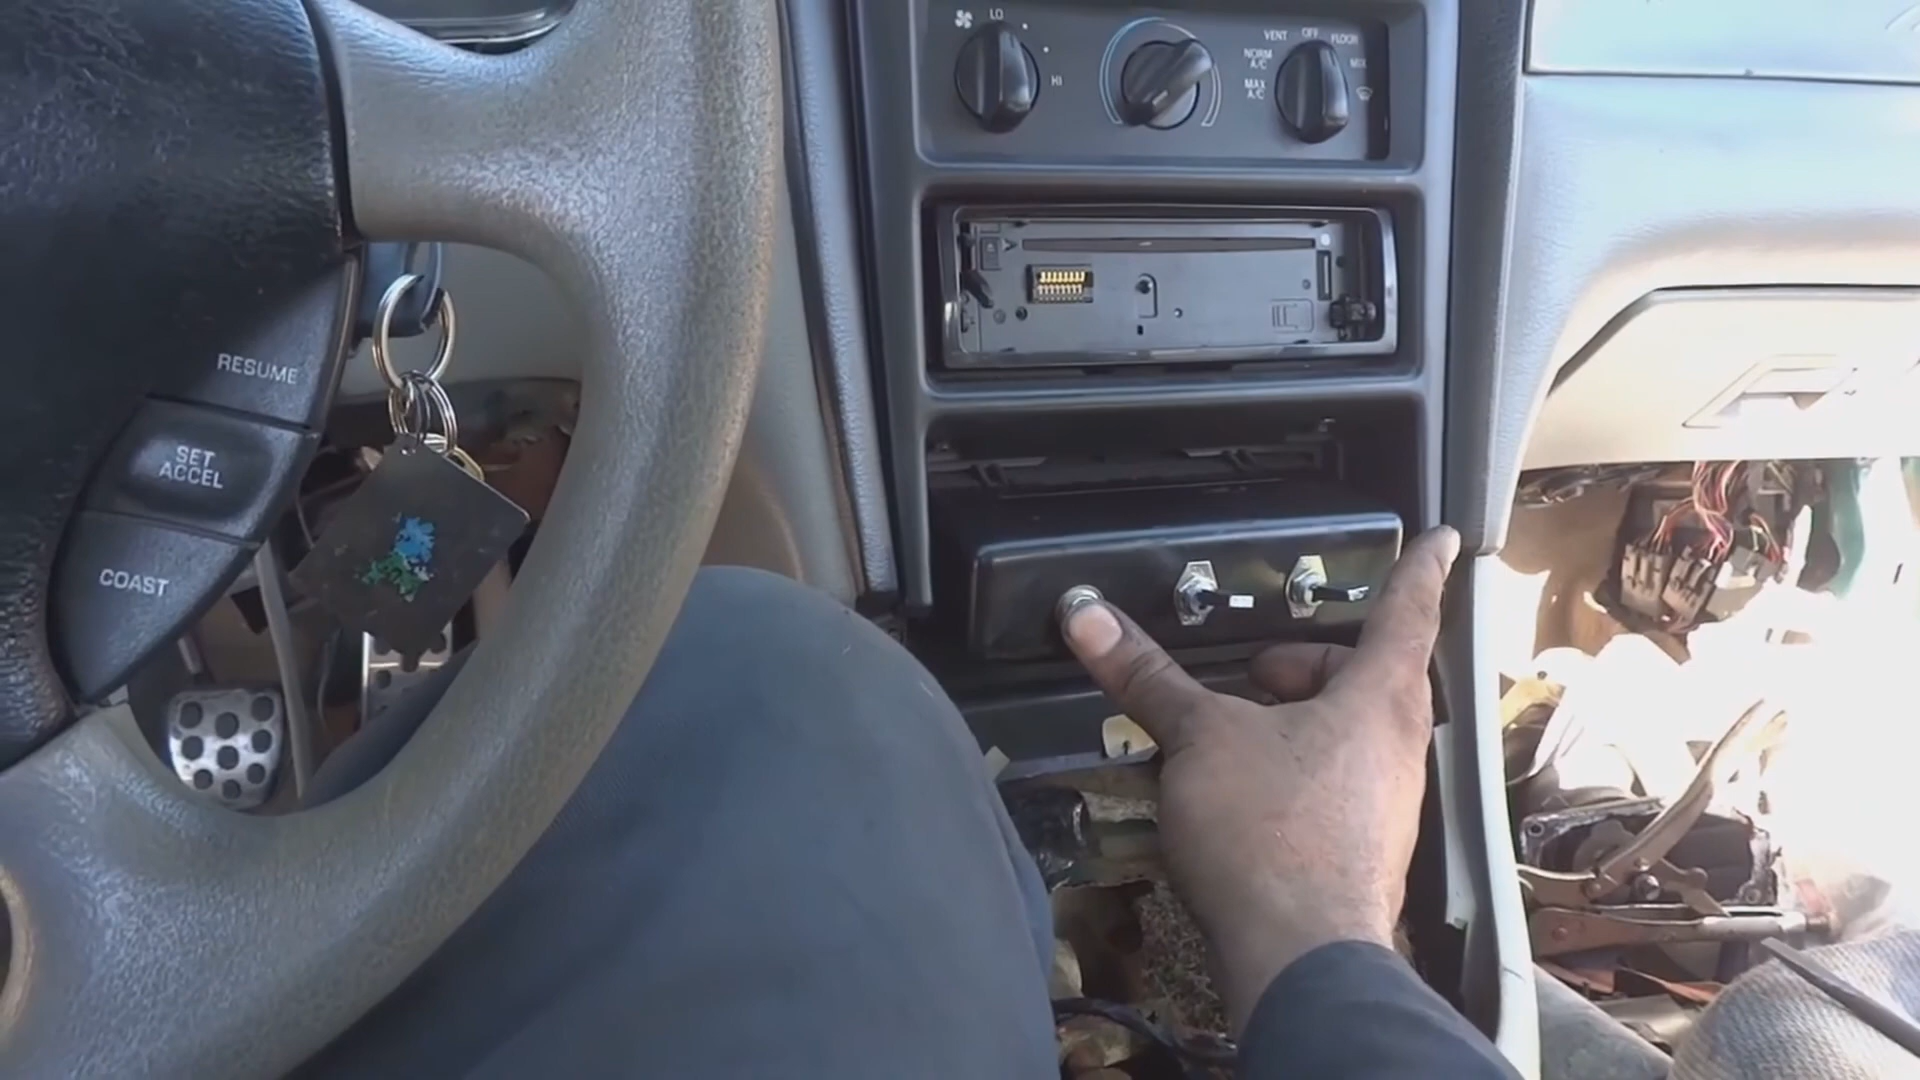 LO
HI
VENT OFF FLOOR
NORM
A/C
MIX
MAX
A/C
RESUME
SET
ACCEL
COAST